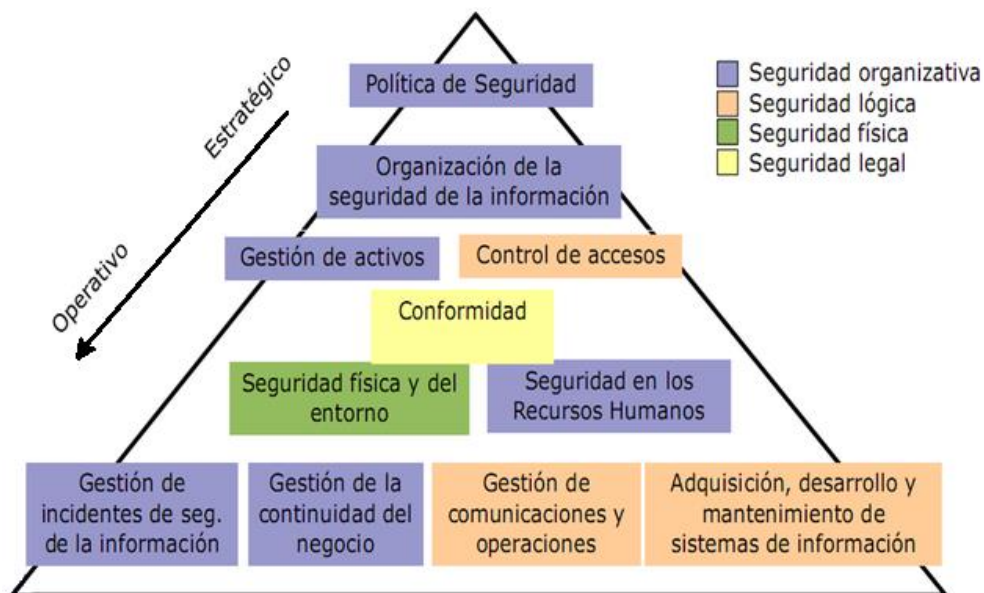 Política de Seguridad
Seguridad organizativa
Seguridad lógica
Seguridad física
Seguridad legal
Estratégico
Operativo
Organización de la
seguridad de la información
Gestión de activos
Control de accesos
Conformidad
Seguridad física y del
entorno
Seguridad en los
Recursos Humanos
Gestión de
incidentes de seg.
de la información
Gestión de la
continuidad del
negocio
Gestión de
comunicaciones y
operaciones
Adquisición, desarrollo y
mantenimiento de
sistemas de información